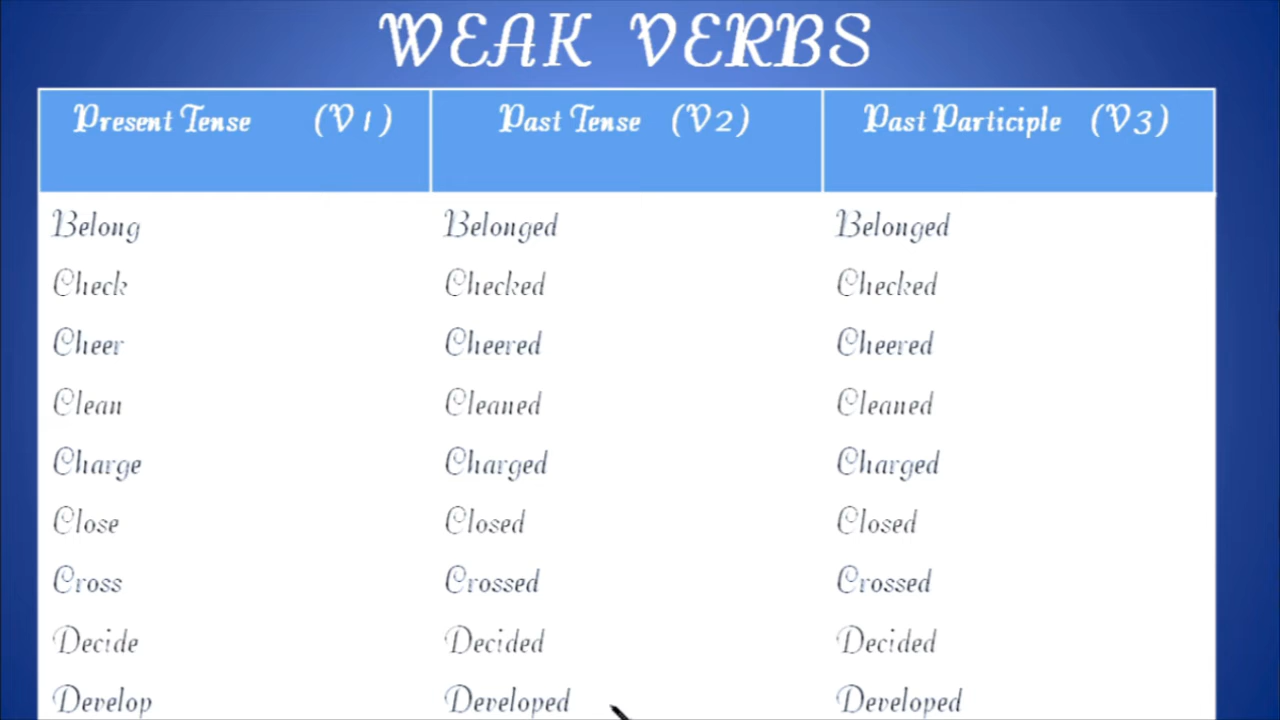 WEAK VERBS
Present Tense (V1) Past Tense (V2) Past Participle (V3)
Belong Belonged Belonged
Check Checked Checked
Cheer Cheered Cheered
Clean Cleaned Cleaned
Charge Charged Charged
Close Closed Closed
Cross Crossed Crossed
Decide Decided Decided
Develop Developed Developed